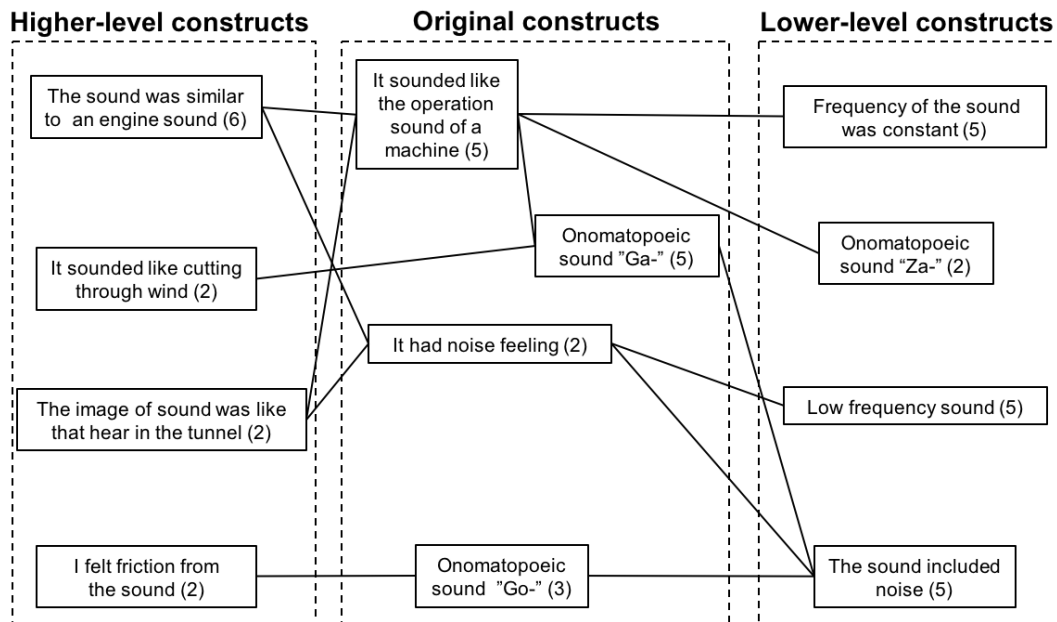 Higher-level constructs
Original constructs
Lower-level constructs
The sound was similar
to an engine sound (6)
It sounded like cutting
through wind (2)
The image of sound was like
that hear in the tunnel (2)
I felt friction from
the sound (2)
It sounded like
the operation
sound of a
machine (5)
Onomatopoeic
sound ”Ga-” (5)
It had noise feeling (2)
Onomatopoeic
sound ”Go-” (3)
Frequency of the sound
was constant (5)
Onomatopoeic
sound “Za-” (2)
Low frequency sound (5)
The sound included
noise (5)